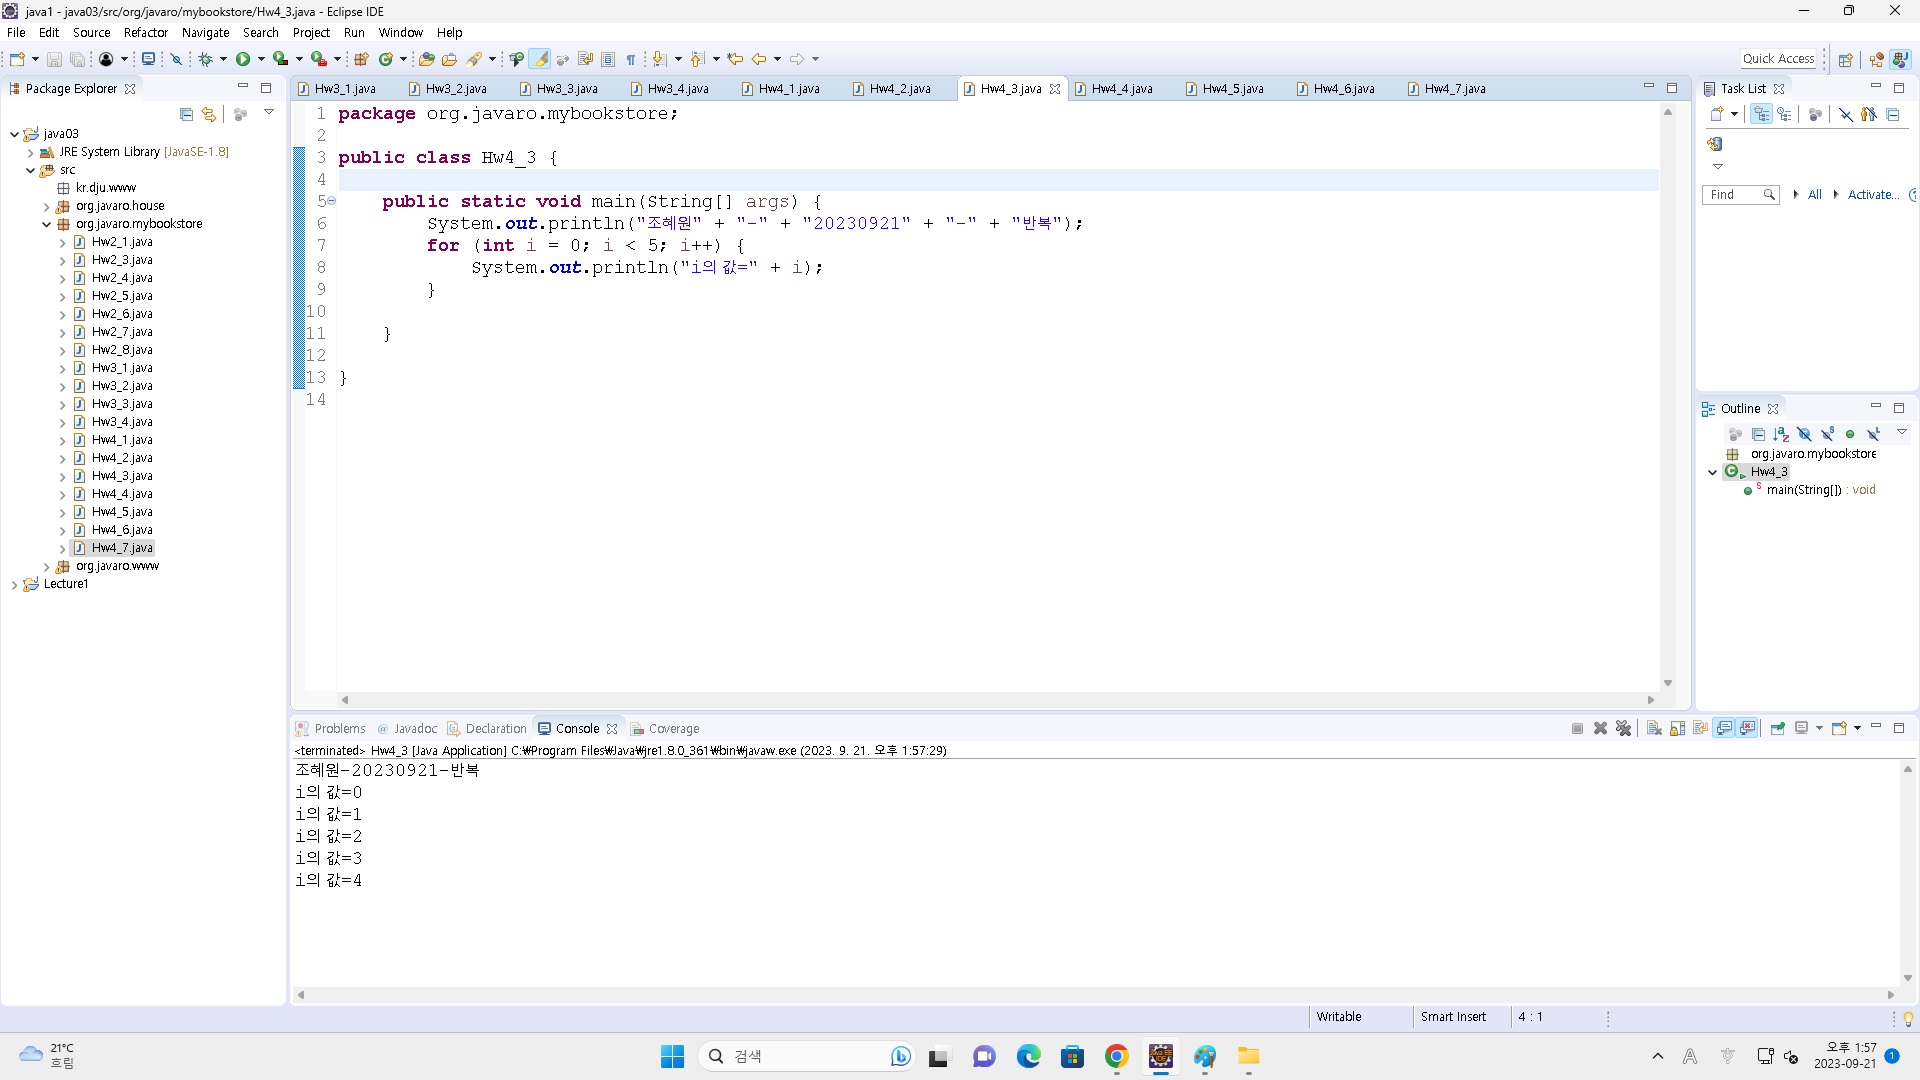 java1 - java03/src/org/javaro/mybookstore/Hw4_3.java - Eclipse IDE
File Edit Source Refactor Navigate Search Project Run Window Help
Quick Access
Package Explorer
java03
JRE System Library [JavaSE-1.8]
src
kr.dju.www
org.javaro.house
org.javaro.mybookstore
Hw2_1.java
Hw2_3.java
Hw2_4.java
Hw2_5.java
Hw2_6.java
Hw2_7.java
Hw2_8.java
Hw3_1.java
Hw3_2.java
Hw3_3.java
Hw3_4.java
Hw4_1.java
Hw4_2.java
Hw4_3.java
Hw4_4.java
Hw4_5.java
Hw4_6.java
Hw4_7.java
org.javaro.www
Lecture1
Hw3_1.java Hw3_2.java Hw3_3.java Hw3_4.java Hw4_1.java Hw4_2.java Hw4_3.java Hw4_4.java Hw4_5.java Hw4_6.java Hw4_7.java
1 package org.javaro.mybookstore;
2
3 public class Hw4_3 {
4
5 public static void main(String[] args) {
6 System.out.println("조혜원" + "-" + "20230921" + "-" + "반복");
7 for (int i = 0; i < 5; i++) {
8 System.out.println("i의 값=" + i);
9 }
10
11 }
12
13 }
14
Task List
Find All Activate...
Outline
org.javaro.mybookstore
Hw4_3
main(String[]) : void
Problems Javadoc Declaration Console Coverage
<terminated> Hw4_3 [Java Application] C:₩Program Files₩Java₩jre1.8.0_361₩bin₩javaw.exe (2023. 9. 21. 오후 1:57:29)
조혜원-20230921-반복
i의 값=0
i의 값=1
i의 값=2
i의 값=3
i의 값=4
Writable Smart Insert 4 : 1
21°C
흐림
검색
오후 1:57
2023-09-21
1